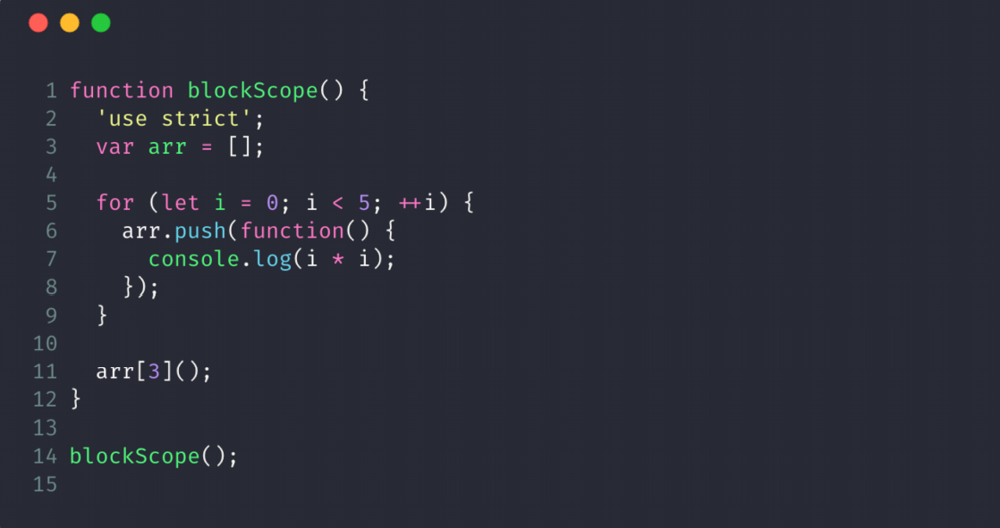 1 function blockScope() {
2   'use strict';
3   var arr = [];
4
5   for (let i = 0; i < 5; ++i) {
6     arr.push(function() {
7       console.log(i * i);
8     });
9   }
10
11   arr[3]();
12 }
13
14 blockScope();
15